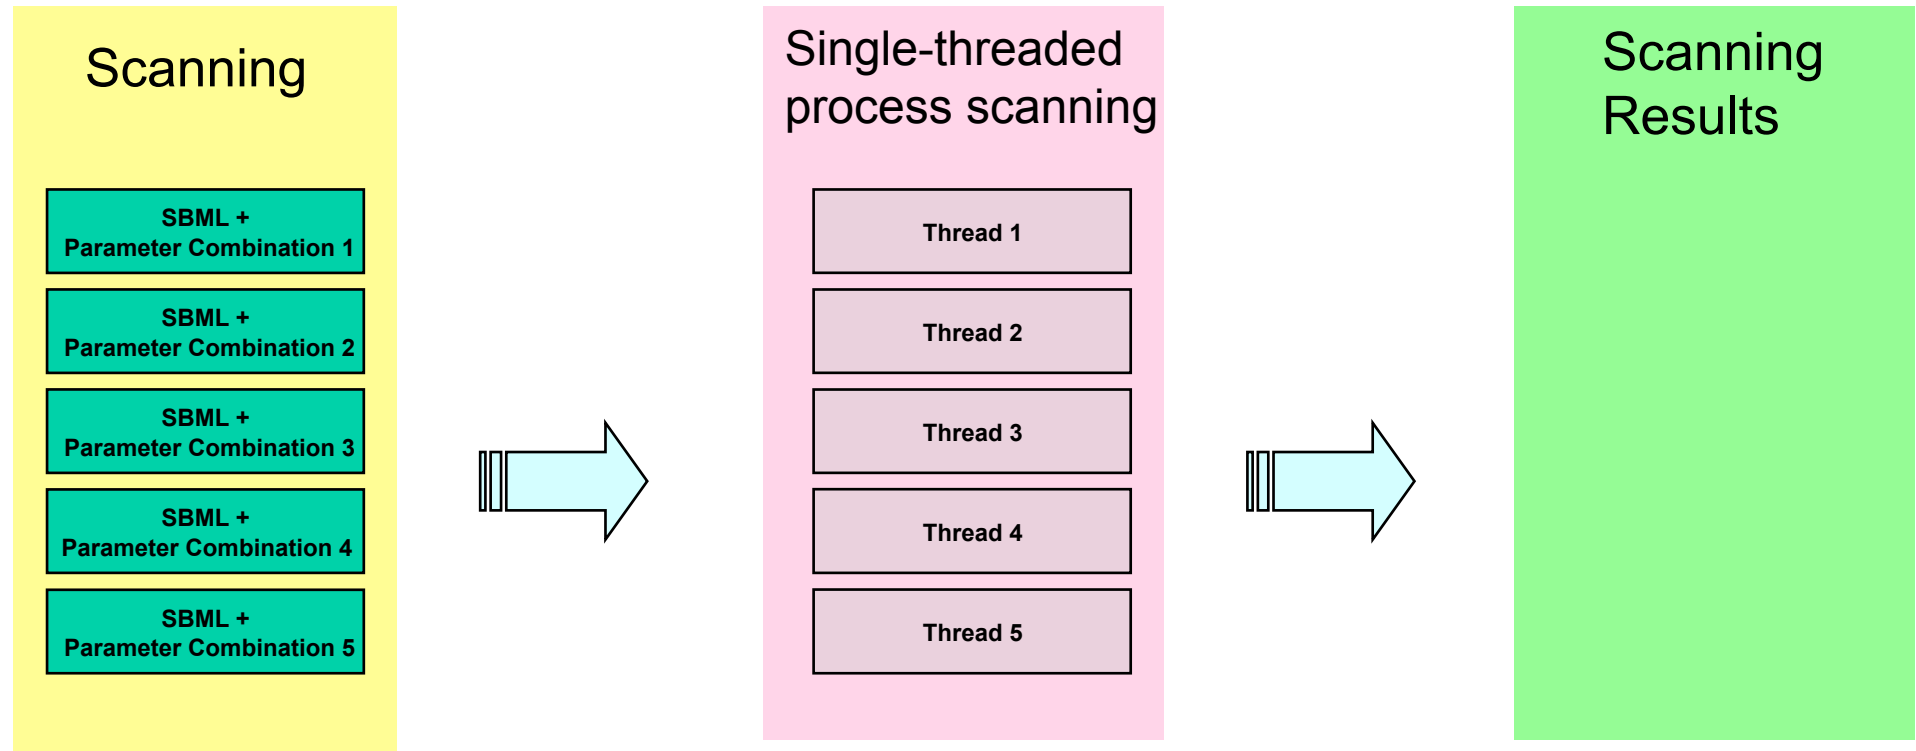 Scanning
SBML +
Parameter Combination 1
SBML +
Parameter Combination 2
SBML +
Parameter Combination 3
SBML +
Parameter Combination 4
SBML +
Parameter Combination 5
Single-threaded
process scanning
Thread 1
Thread 2
Thread 3
Thread 4
Thread 5
Scanning
Results